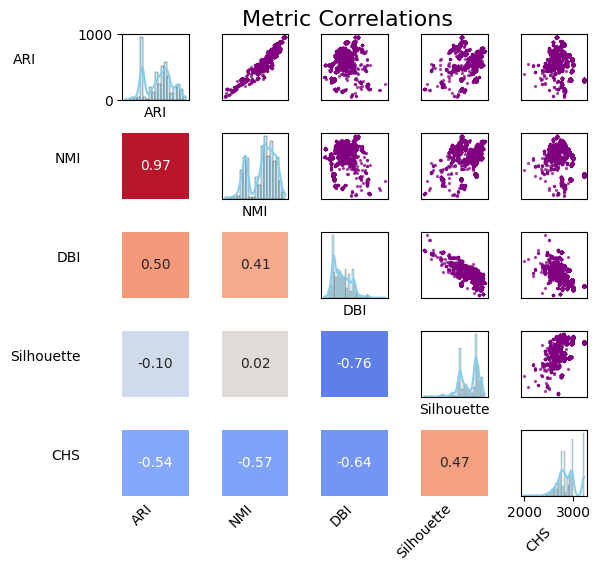 Metric Correlations
1000
ARI
0
ARI
NMI
0.97
NMI
DBI
0.50
0.41
DBI
Silhouette
-0.10
0.02
-0.76
Silhouette
CHS
-0.54
-0.57
-0.64
0.47
2000 3000
ARI
NMI
DBI
Silhouette
CHS